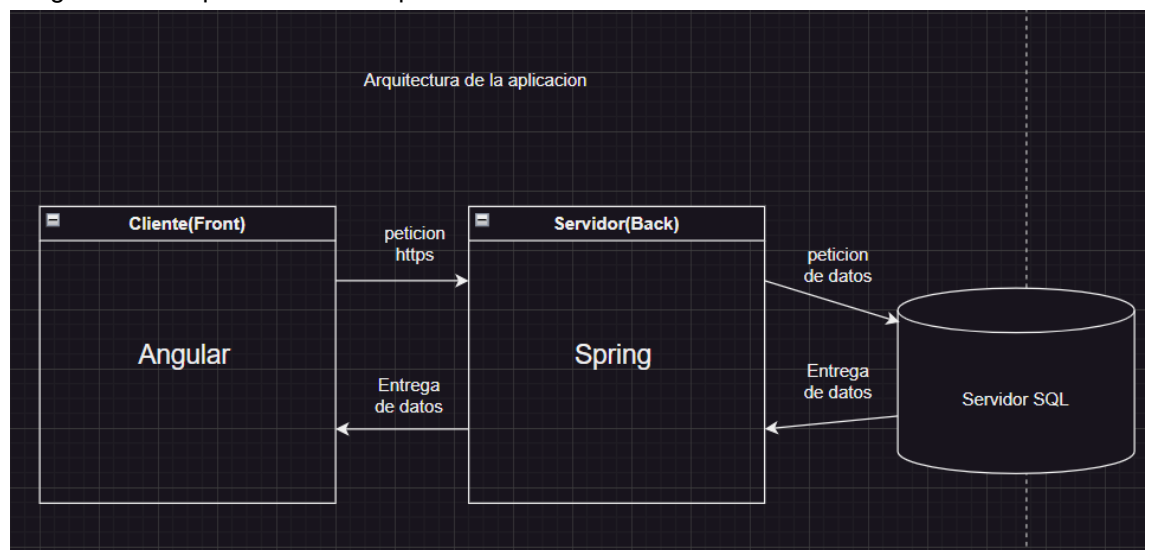 Arquitectura de la aplicacion
Cliente(Front)
peticion
https
Servidor(Back)
peticion
de datos
Angular
Spring
Entrega
de datos
Entrega
de datos
Servidor SQL